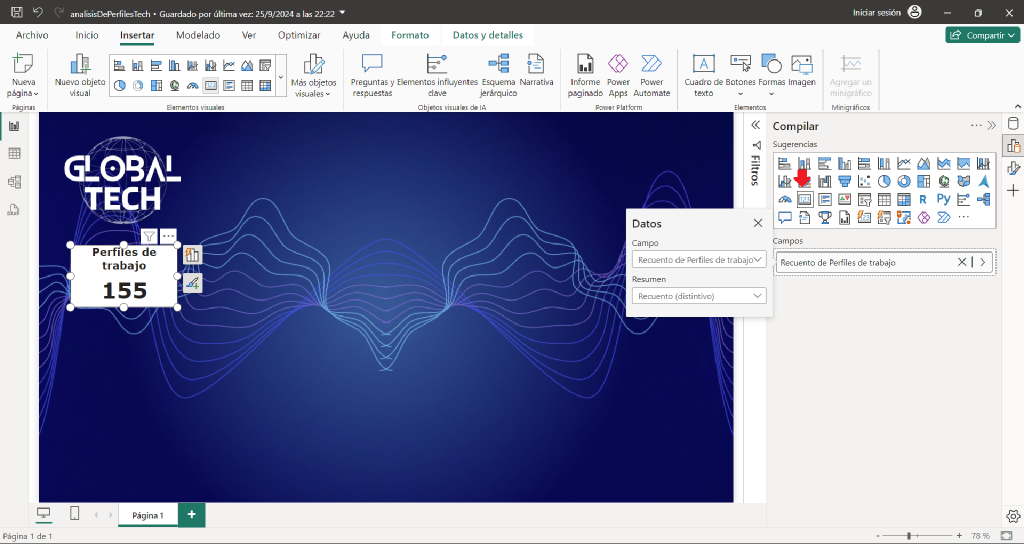 analisisDePerfilesTech • Guardado por última vez: 25/9/2024 a las 22:22
Iniciar sesión
Archivo
Inicio
Insertar
Modelado
Ver
Optimizar
Ayuda
Formato
Datos y detalles
Compartir
Nueva
página
Nuevo objeto
visual
Más objetos
visuales
Preguntas y
respuestas
Elementos influyentes
clave
Esquema
jerárquico
Narrativa
Informe
paginado
Power
Apps
Power
Automate
Cuadro de
texto
Botones
Formas
Imagen
Agregar un
minigráfico
Páginas
Elementos visuales
Objetos visuales de IA
Power Platform
Elementos
Minigráficos
GLOBAL
TECH
Perfiles de
trabajo
155
Filtros
Datos
Campo
Recuento de Perfiles de trabajo
Resumen
Recuento (distintivo)
Compilar
Sugerencias
R
Py
Campos
Recuento de Perfiles de trabajo
Página 1
Página 1 de 1
78 %